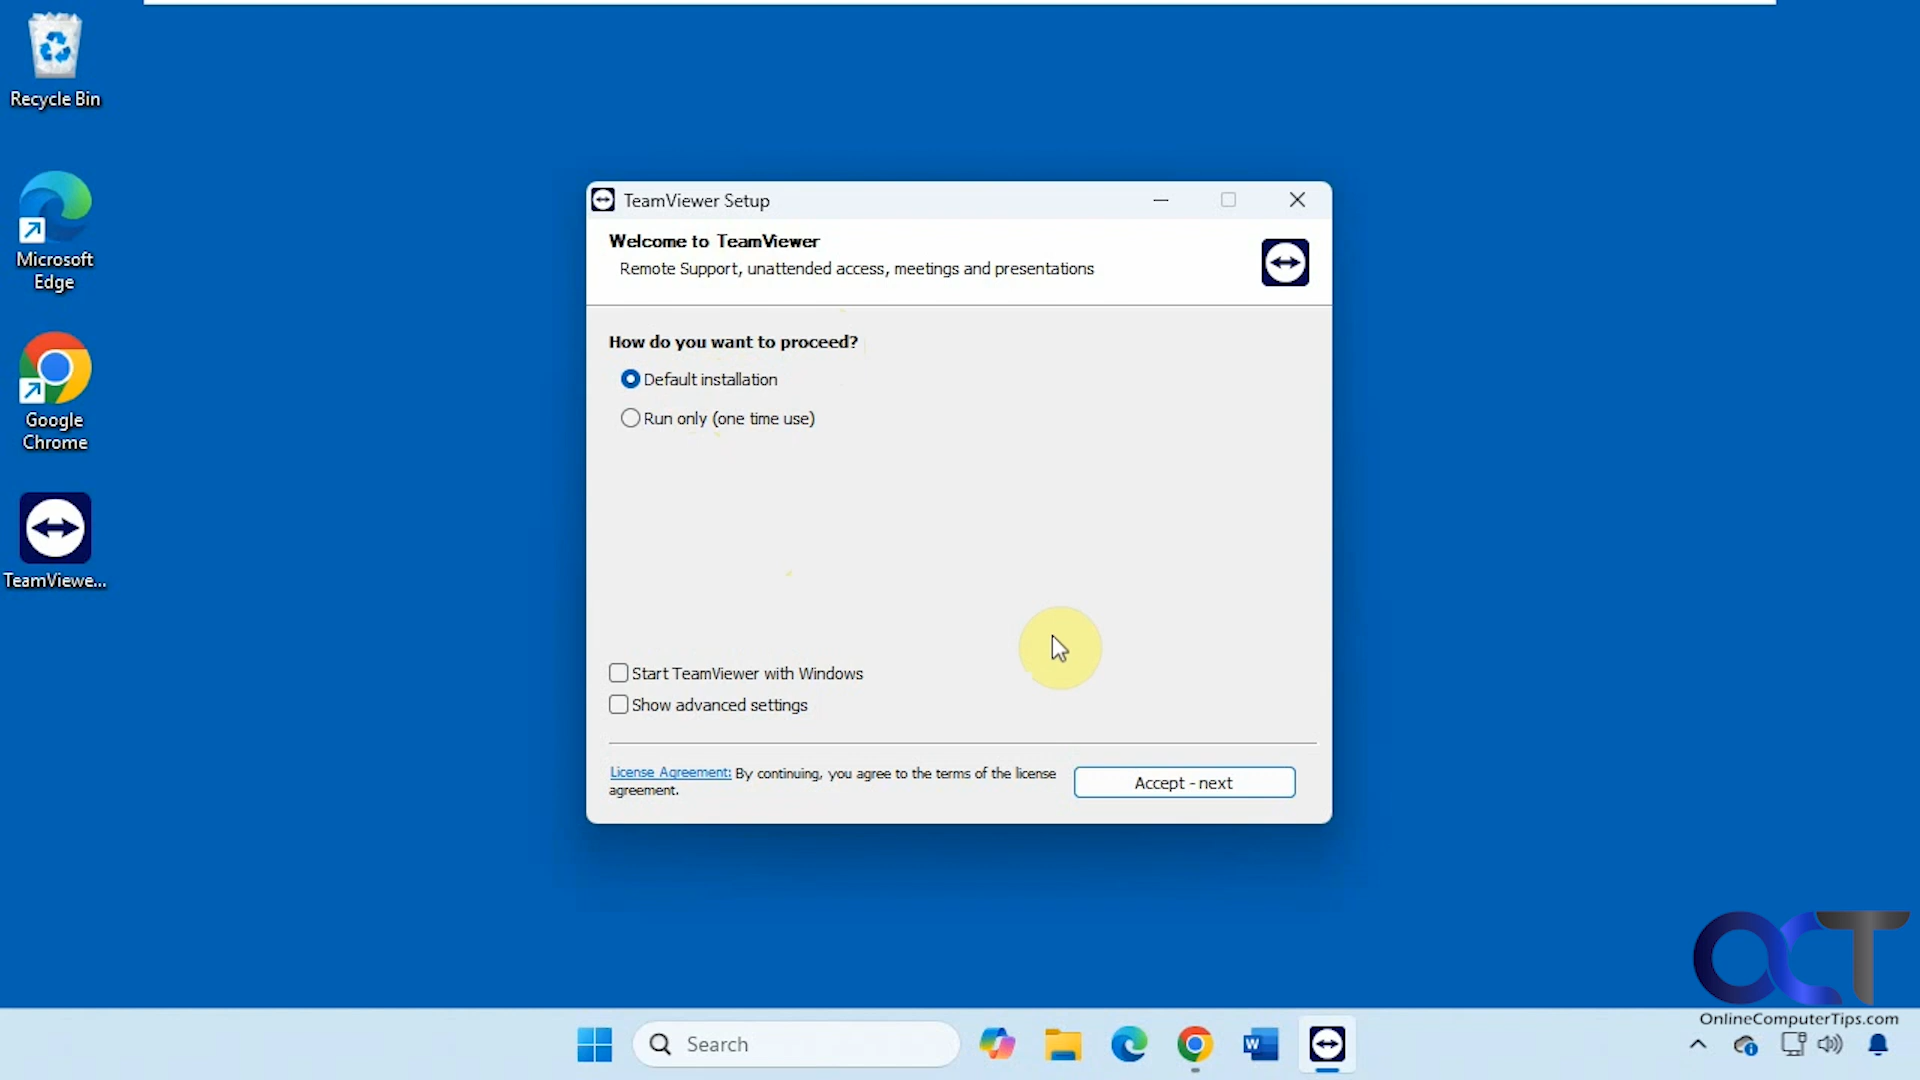 Recycle Bin
Microsoft
Edge
Google
Chrome
TeamViewe...
TeamViewer Setup
Welcome to TeamViewer
Remote Support, unattended access, meetings and presentations
How do you want to proceed?
Default installation
Run only (one time use)
Start TeamViewer with Windows
Show advanced settings
License Agreement: By continuing, you agree to the terms of the license
agreement.
Accept - next
Search
W
OCT
OnlineComputerTips.com